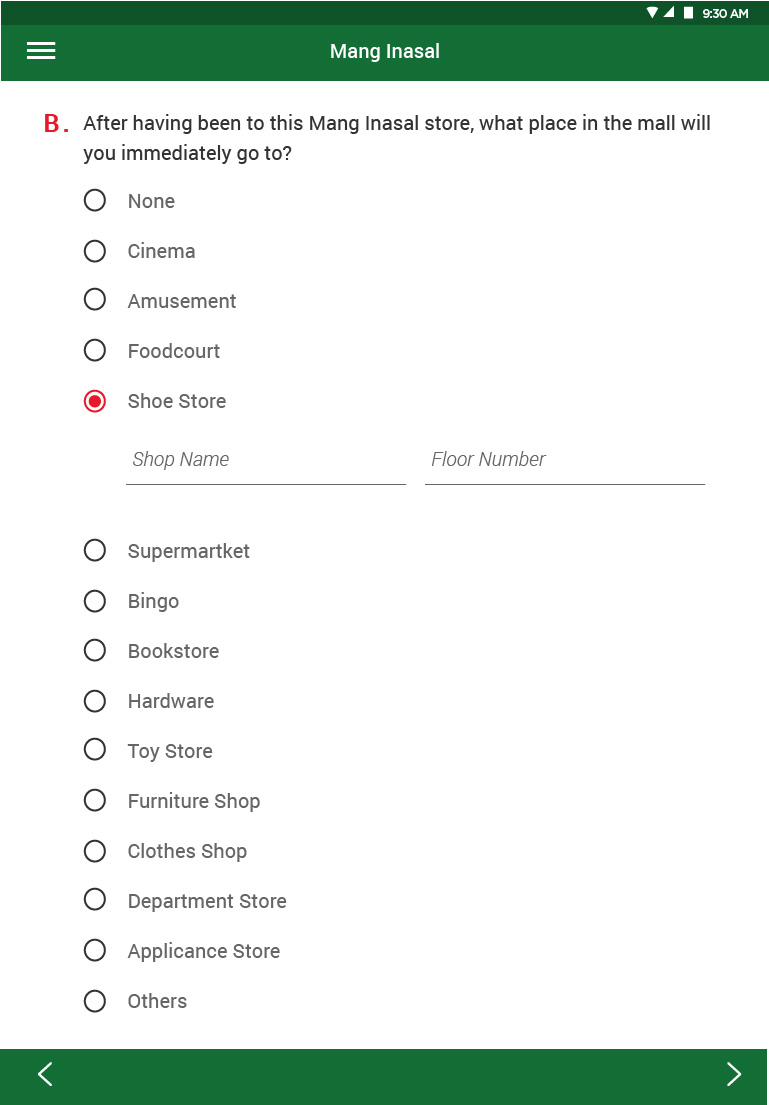 9:30 AM
Mang Inasal
B. After having been to this Mang Inasal store, what place in the mall will
you immediately go to?
None
Cinema
Amusement
Foodcourt
Shoe Store
Shop Name Floor Number
Supermartket
Bingo
Bookstore
Hardware
Toy Store
Furniture Shop
Clothes Shop
Department Store
Applicance Store
Others